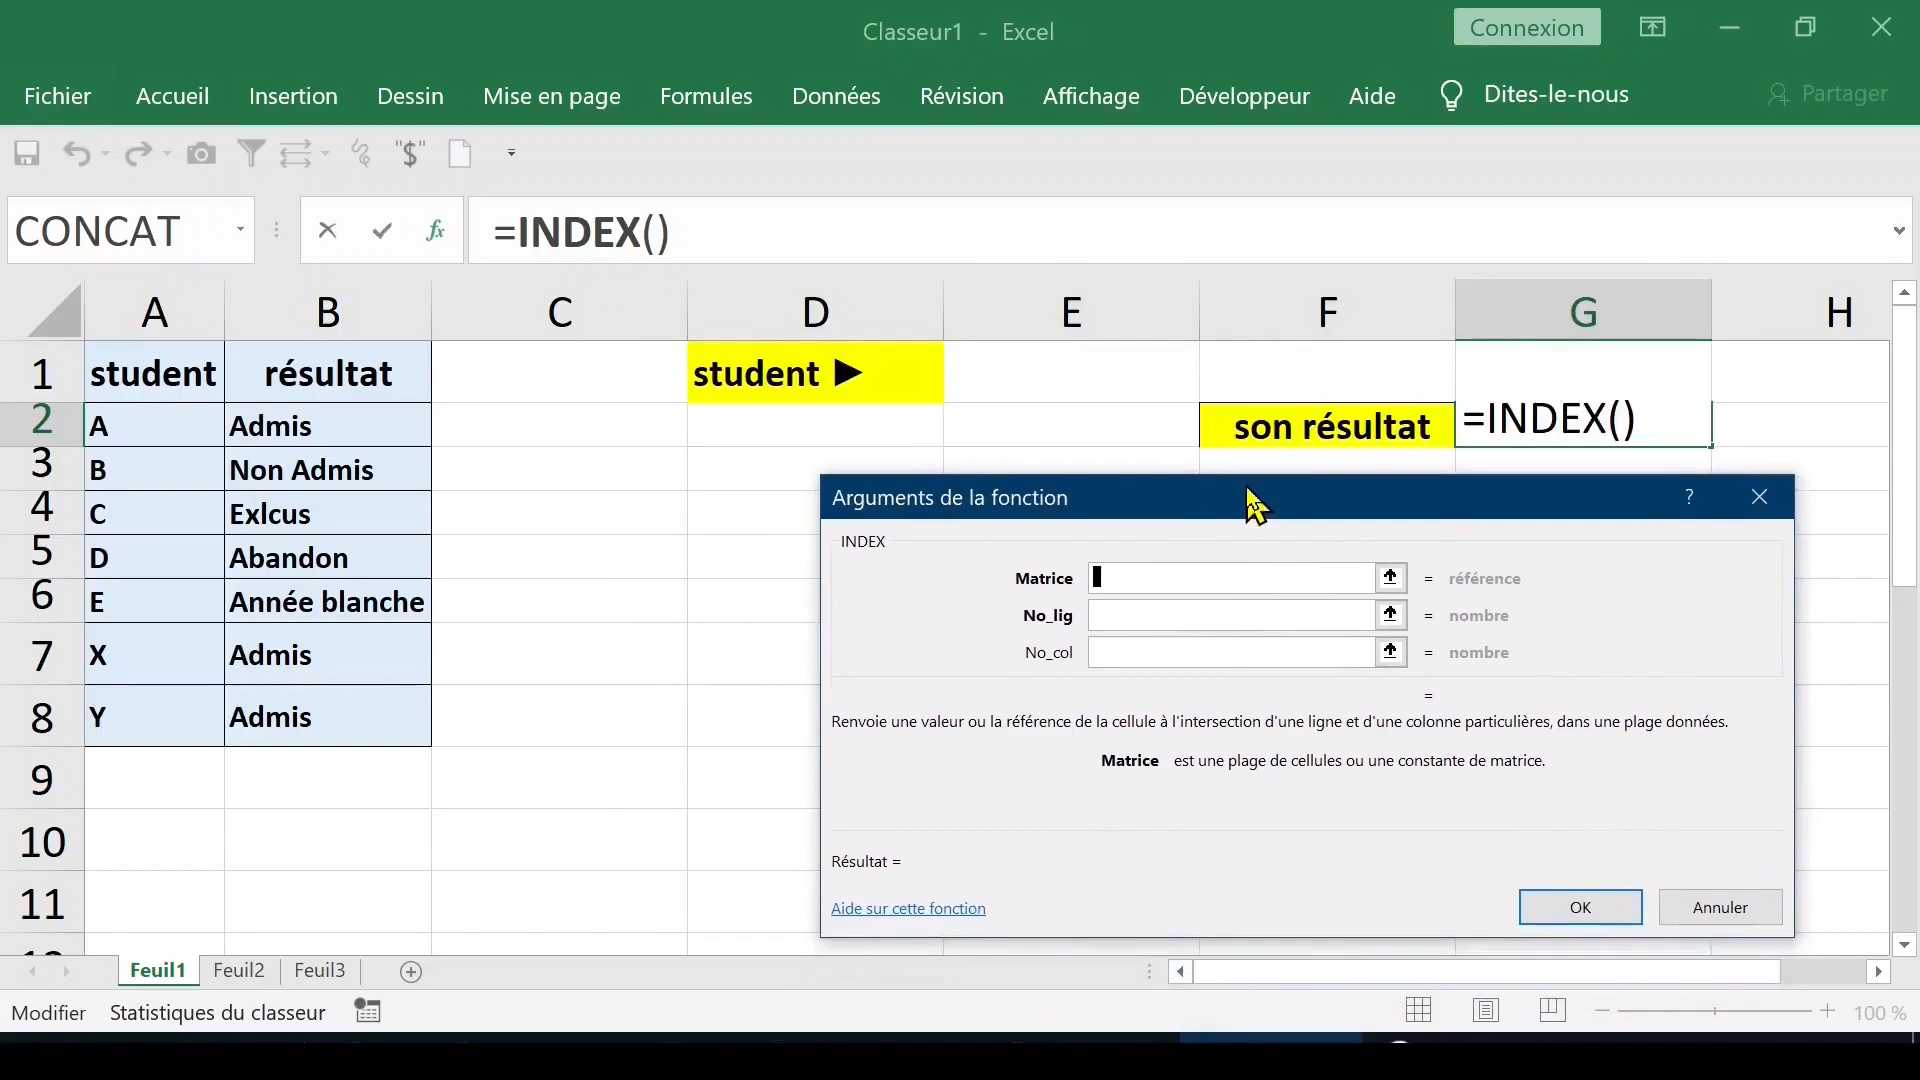 Classeur1 - Excel
Connexion
Fichier Accueil Insertion Dessin Mise en page Formules Données Révision Affichage Développeur Aide Dites-le-nous Partager
"$"
CONCAT fx =INDEX()
A B C D E F G H
1 student résultat student ►
2 A Admis son résultat =INDEX()
3 B Non Admis
4 C Exlcus
5 D Abandon
6 E Année blanche
7 X Admis
8 Y Admis
9
10
11
Arguments de la fonction ?
INDEX
Matrice = référence
No_lig = nombre
No_col = nombre
=
Renvoie une valeur ou la référence de la cellule à l'intersection d'une ligne et d'une colonne particulières, dans une plage données.
Matrice est une plage de cellules ou une constante de matrice.
Résultat =
Aide sur cette fonction OK Annuler
Feuil1 Feuil2 Feuil3
Modifier Statistiques du classeur 100 %